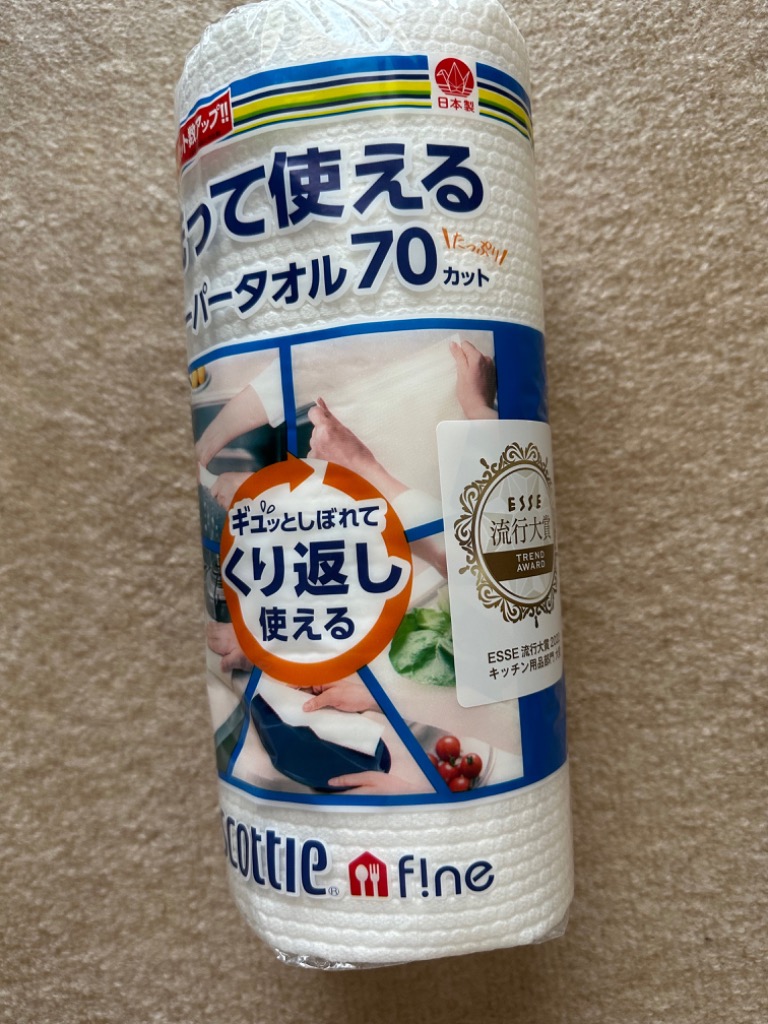 ト数アップ!!
日本製
って使える
ーパータオル70カット
たっぷり
ギュッとしぼれて
くり返し
使える
ESSE
流行大賞
TREND
AWARD
ESSE 流行大賞
キッチン用品部門
scottie® f!ne